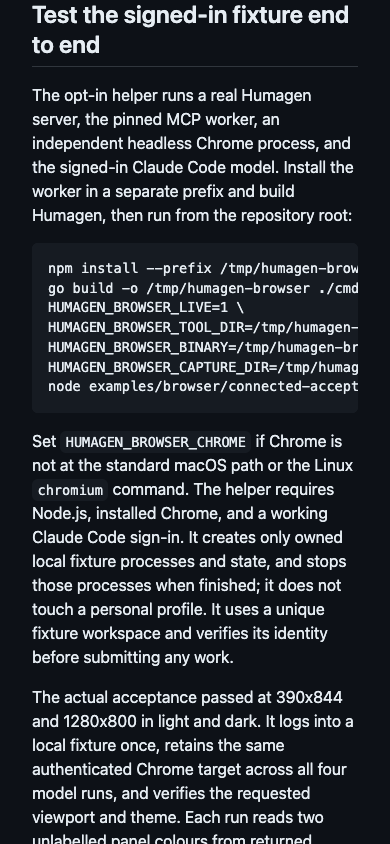 Test the signed-in fixture end
to end
The opt-in helper runs a real Humagen
server, the pinned MCP worker, an
independent headless Chrome process, and
the signed-in Claude Code model. Install the
worker in a separate prefix and build
Humagen, then run from the repository root:
npm install --prefix /tmp/humagen-brow
go build -o /tmp/humagen-browser ./cmd
HUMAGEN_BROWSER_LIVE=1 \
HUMAGEN_BROWSER_TOOL_DIR=/tmp/humagen-
HUMAGEN_BROWSER_BINARY=/tmp/humagen-br
HUMAGEN_BROWSER_CAPTURE_DIR=/tmp/humag
node examples/browser/connected-accept
Set HUMAGEN_BROWSER_CHROME if Chrome is
not at the standard macOS path or the Linux
chromium command. The helper requires
Node.js, installed Chrome, and a working
Claude Code sign-in. It creates only owned
local fixture processes and state, and stops
those processes when finished; it does not
touch a personal profile. It uses a unique
fixture workspace and verifies its identity
before submitting any work.
The actual acceptance passed at 390x844
and 1280x800 in light and dark. It logs into a
local fixture once, retains the same
authenticated Chrome target across all four
model runs, and verifies the requested
viewport and theme. Each run reads two
unlabelled panel colours from returned